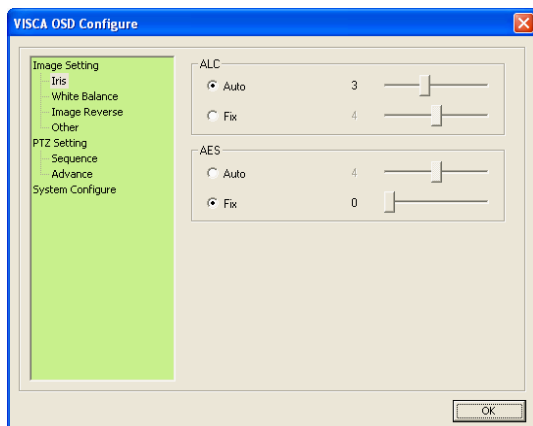 VISCA OSD Configure
Image Setting
Iris
White Balance
Image Reverse
Other
PTZ Setting
Sequence
Advance
System Configure
ALC
Auto 3
Fix 4
AES
Auto 4
Fix 0
OK